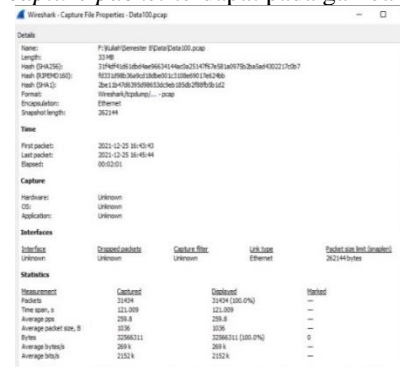 capture packet terdapat pada gambar
Wireshark - Capture File Properties - Data100.pcap
Details
Name: F:\Kuliah\Semester 8\Data\Data100.pcap
Length: 33 MB
Hash (SHA256):
Hash (RIPEMD160):
Hash (SHA1):
Format: Wireshark/tcpdump/... - pcap
Encapsulation: Ethernet
Snapshot length: 262144
Time
First packet: 2021-12-25 16:43:43
Last packet: 2021-12-25 16:45:44
Elapsed: 00:02:01
Capture
Hardware: Unknown
OS: Unknown
Application: Unknown
Interfaces
Interface Dropped packets Capture filter Link type Packet size limit (snaplen)
Unknown Unknown Unknown Ethernet 262144 bytes
Statistics
Measurement Captured Displayed Marked
Packets 31434 31434 (100.0%) —
Time span, s 121.009 121.009 —
Average pps 259.8 259.8 —
Average packet size, B 1036 1036 —
Bytes 32566311 32566311 (100.0%) 0
Average bytes/s 269 k 269 k —
Average bits/s 2152 k 2152 k —